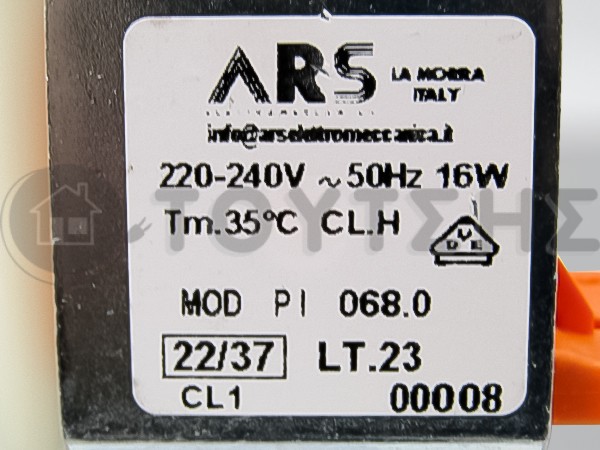 ARS
LA MORRA
ITALY
info@arselettromeccanica.it
220-240V ~50Hz 16W
Tm.35°C CL.H
VDE
ΤΟΥΤΣΗΣ
MOD PI 068.0
22/37 LT.23
CL1 00008